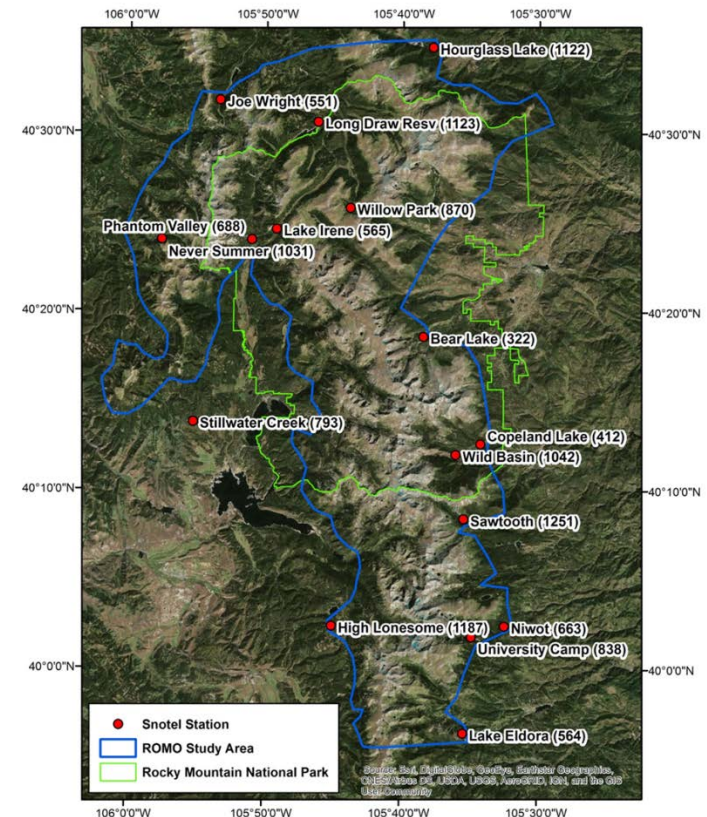 106°0'0"W 105°50'0"W 105°40'0"W 105°30'0"W
Hourglass Lake (1122)
Joe Wright (551)
Long Draw Resv (1123)
40°30'0"N 40°30'0"N
Willow Park (870)
Phantom Valley (688)
Lake Irene (565)
Never Summer (1031)
40°20'0"N 40°20'0"N
Bear Lake (322)
Stillwater Creek (793)
Copeland Lake (412)
Wild Basin (1042)
40°10'0"N 40°10'0"N
Sawtooth (1251)
High Lonesome (1187)
Niwot (663)
University Camp (838)
40°0'0"N 40°0'0"N
Lake Eldora (564)
Snotel Station
ROMO Study Area
Rocky Mountain National Park
Source: Esri, DigitalGlobe, GeoEye, Earthstar Geographics,
CNES/Airbus DS, USDA, USGS, AeroGRID, IGN, and the GIS
User Community
106°0'0"W 105°50'0"W 105°40'0"W 105°30'0"W